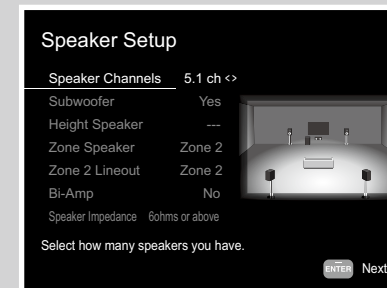 Speaker Setup
Speaker Channels 5.1 ch <>
Subwoofer Yes
Height Speaker ---
Zone Speaker Zone 2
Zone 2 Lineout Zone 2
Bi-Amp No
Speaker Impedance 6ohms or above
Select how many speakers you have.
ENTER Next